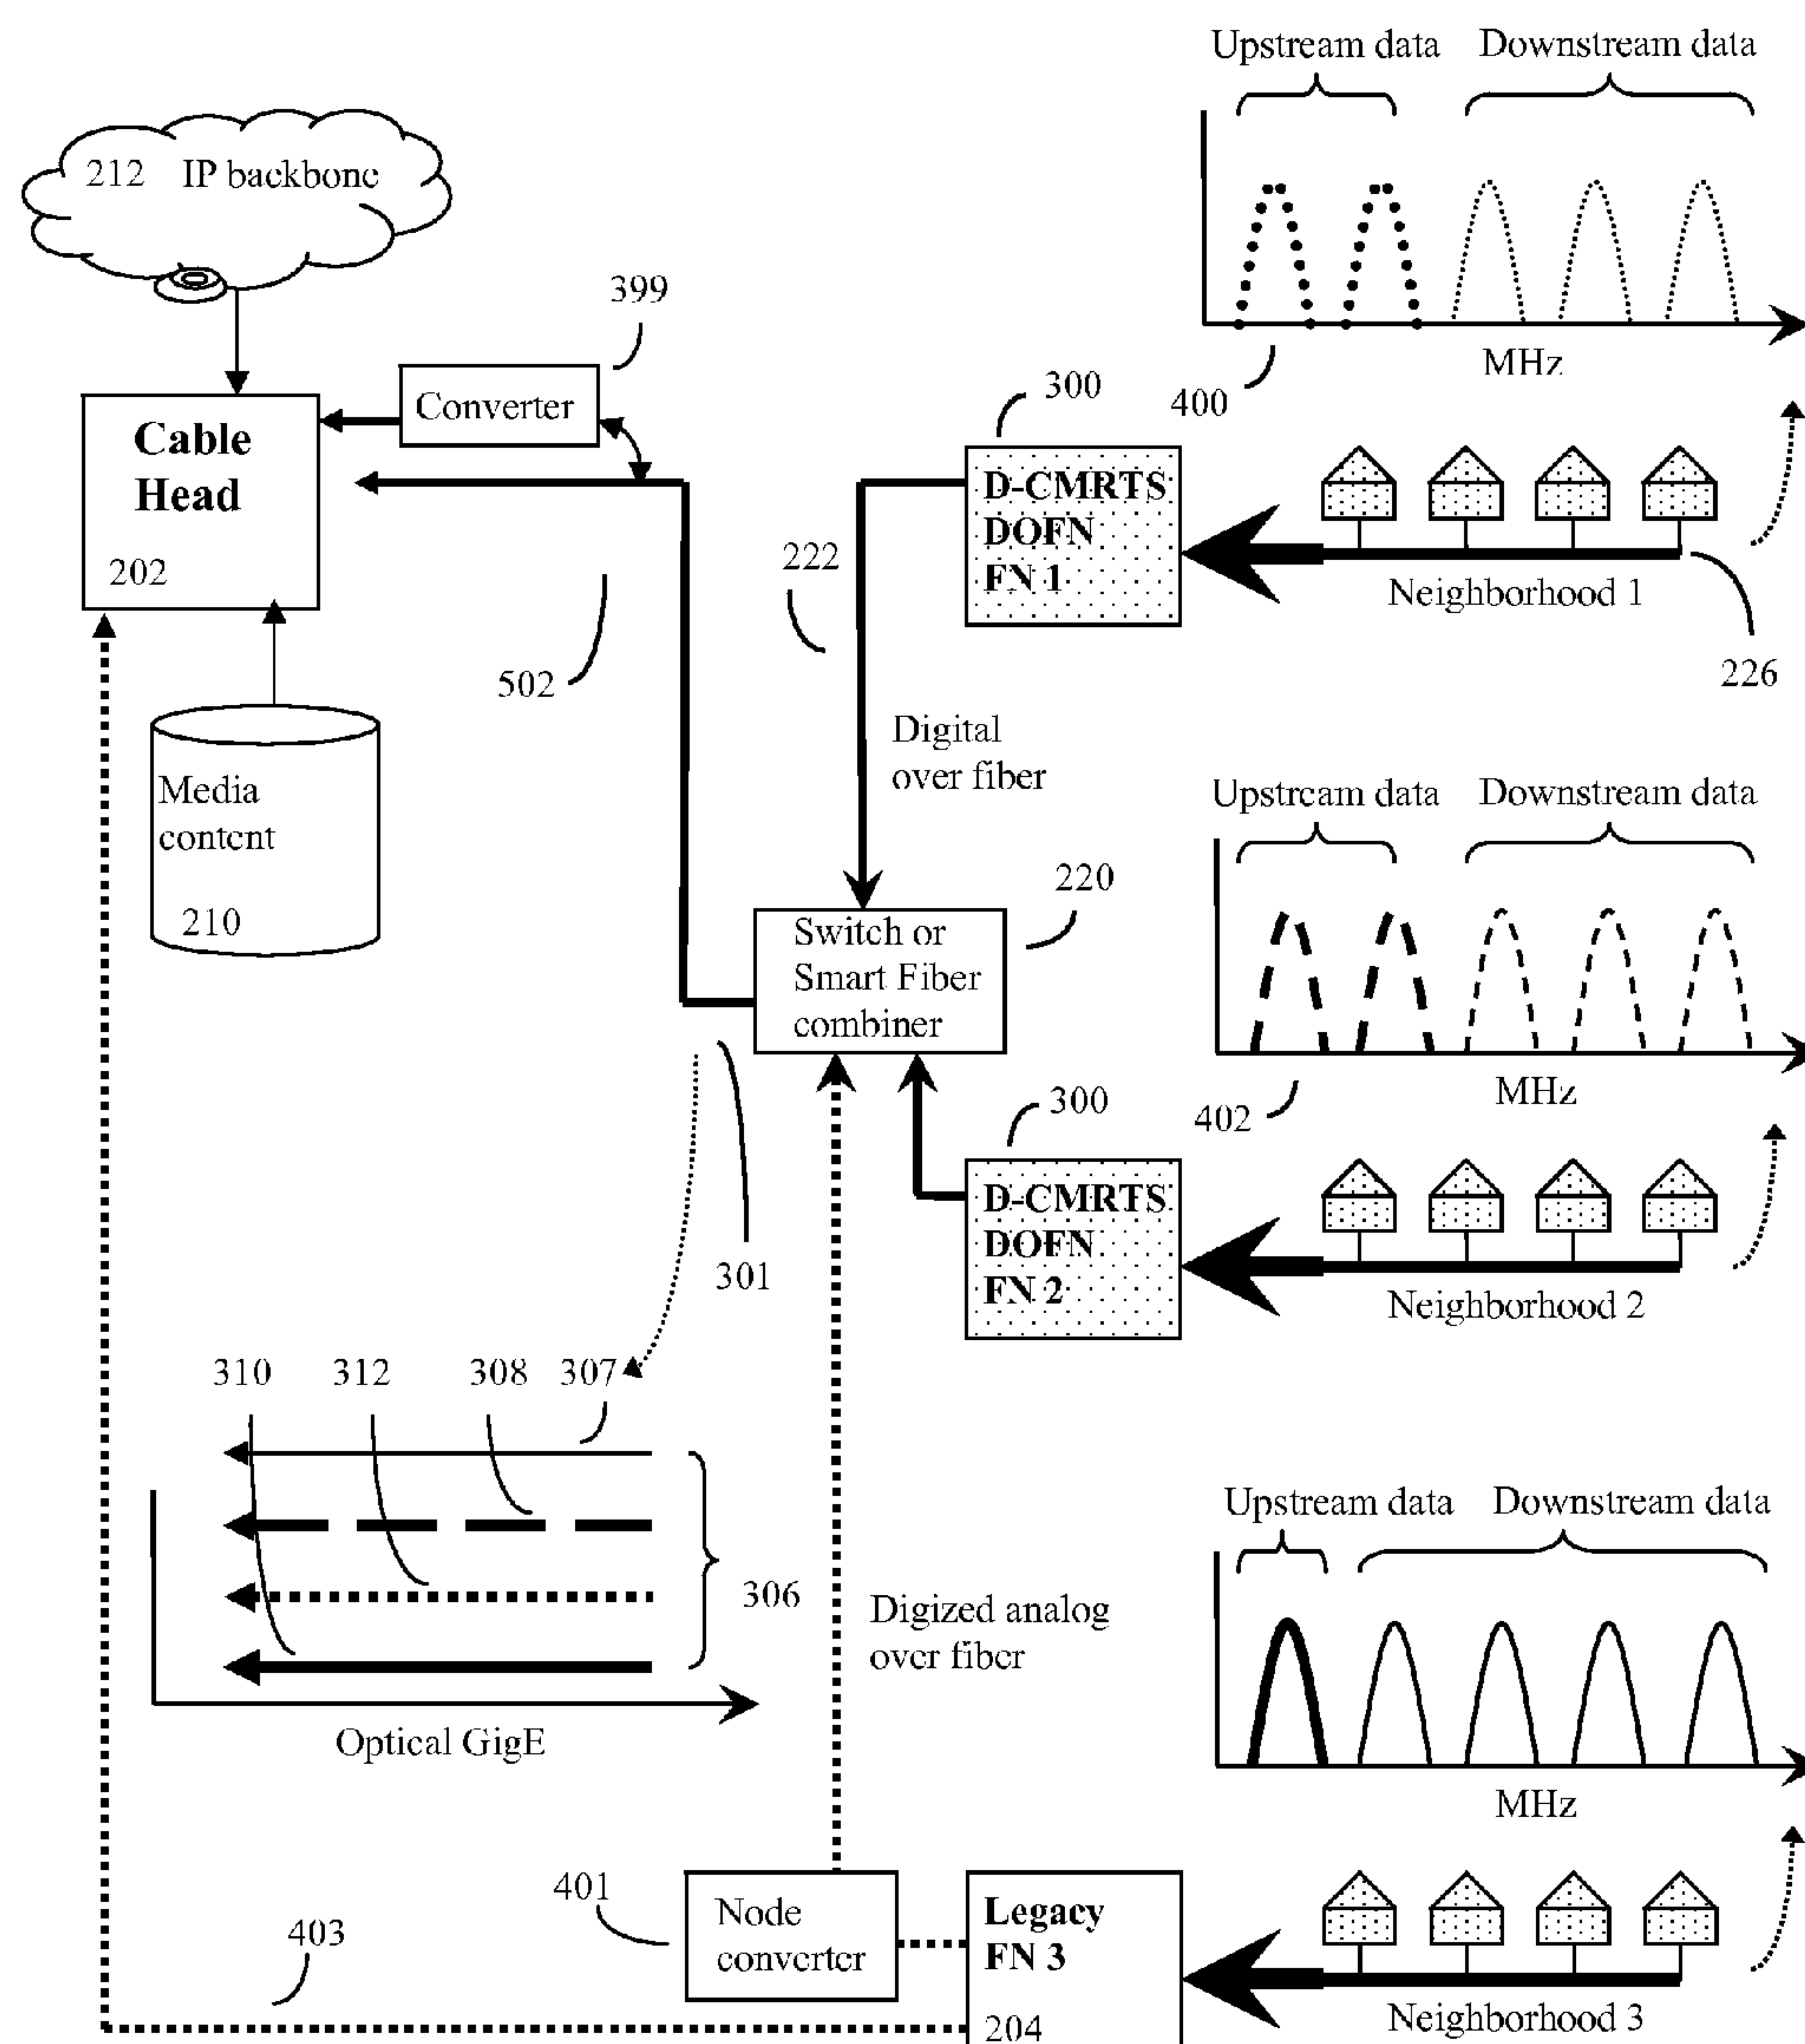 Upstream data Downstream data
212 IP backbone
399
Converter
Cable
Head
202
MHz
400
300
D-CMRTS
DOFN
FN 1
222
Neighborhood 1
226
502
Digital
over fiber
Media
content
210
Upstream data Downstream data
220
Switch or
Smart Fiber
combiner
MHz
402
300
D-CMRTS
DOFN
FN 2
Neighborhood 2
301
310 312 308 307
306
Optical GigE
Digized analog
over fiber
Upstream data Downstream data
MHz
401
Node
converter
Legacy
FN 3
204
403
Neighborhood 3